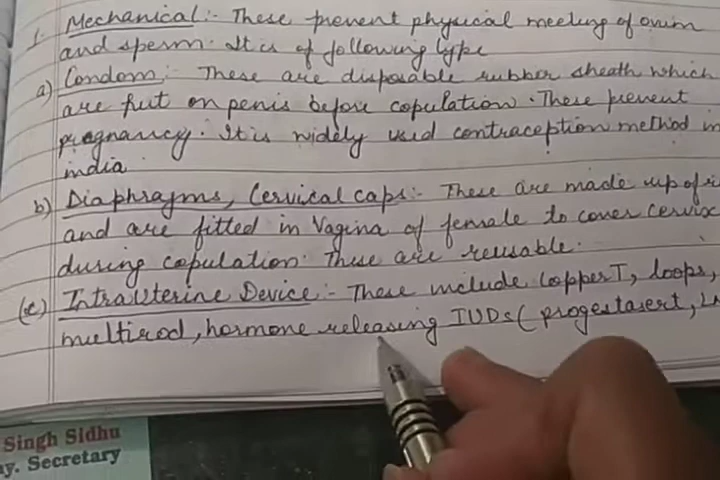 1. Mechanical:- These prevent physical meeting of ovum
and sperm. It is of following type
a) Condom:- These are disposable rubber sheath which
are put on penis before copulation. These prevent
pregnancy. It is widely used contraception method in
india.
b) Diaphragms, Cervical caps:- These are made up of
and are fitted in vagina of female to cover cervix
during copulation. These are reusable.
(c) IntraUterine Device:- These include CopperT, loops,
multirod, hormone releasing IUDs (progestasert,
Singh Sidhu
ay. Secretary